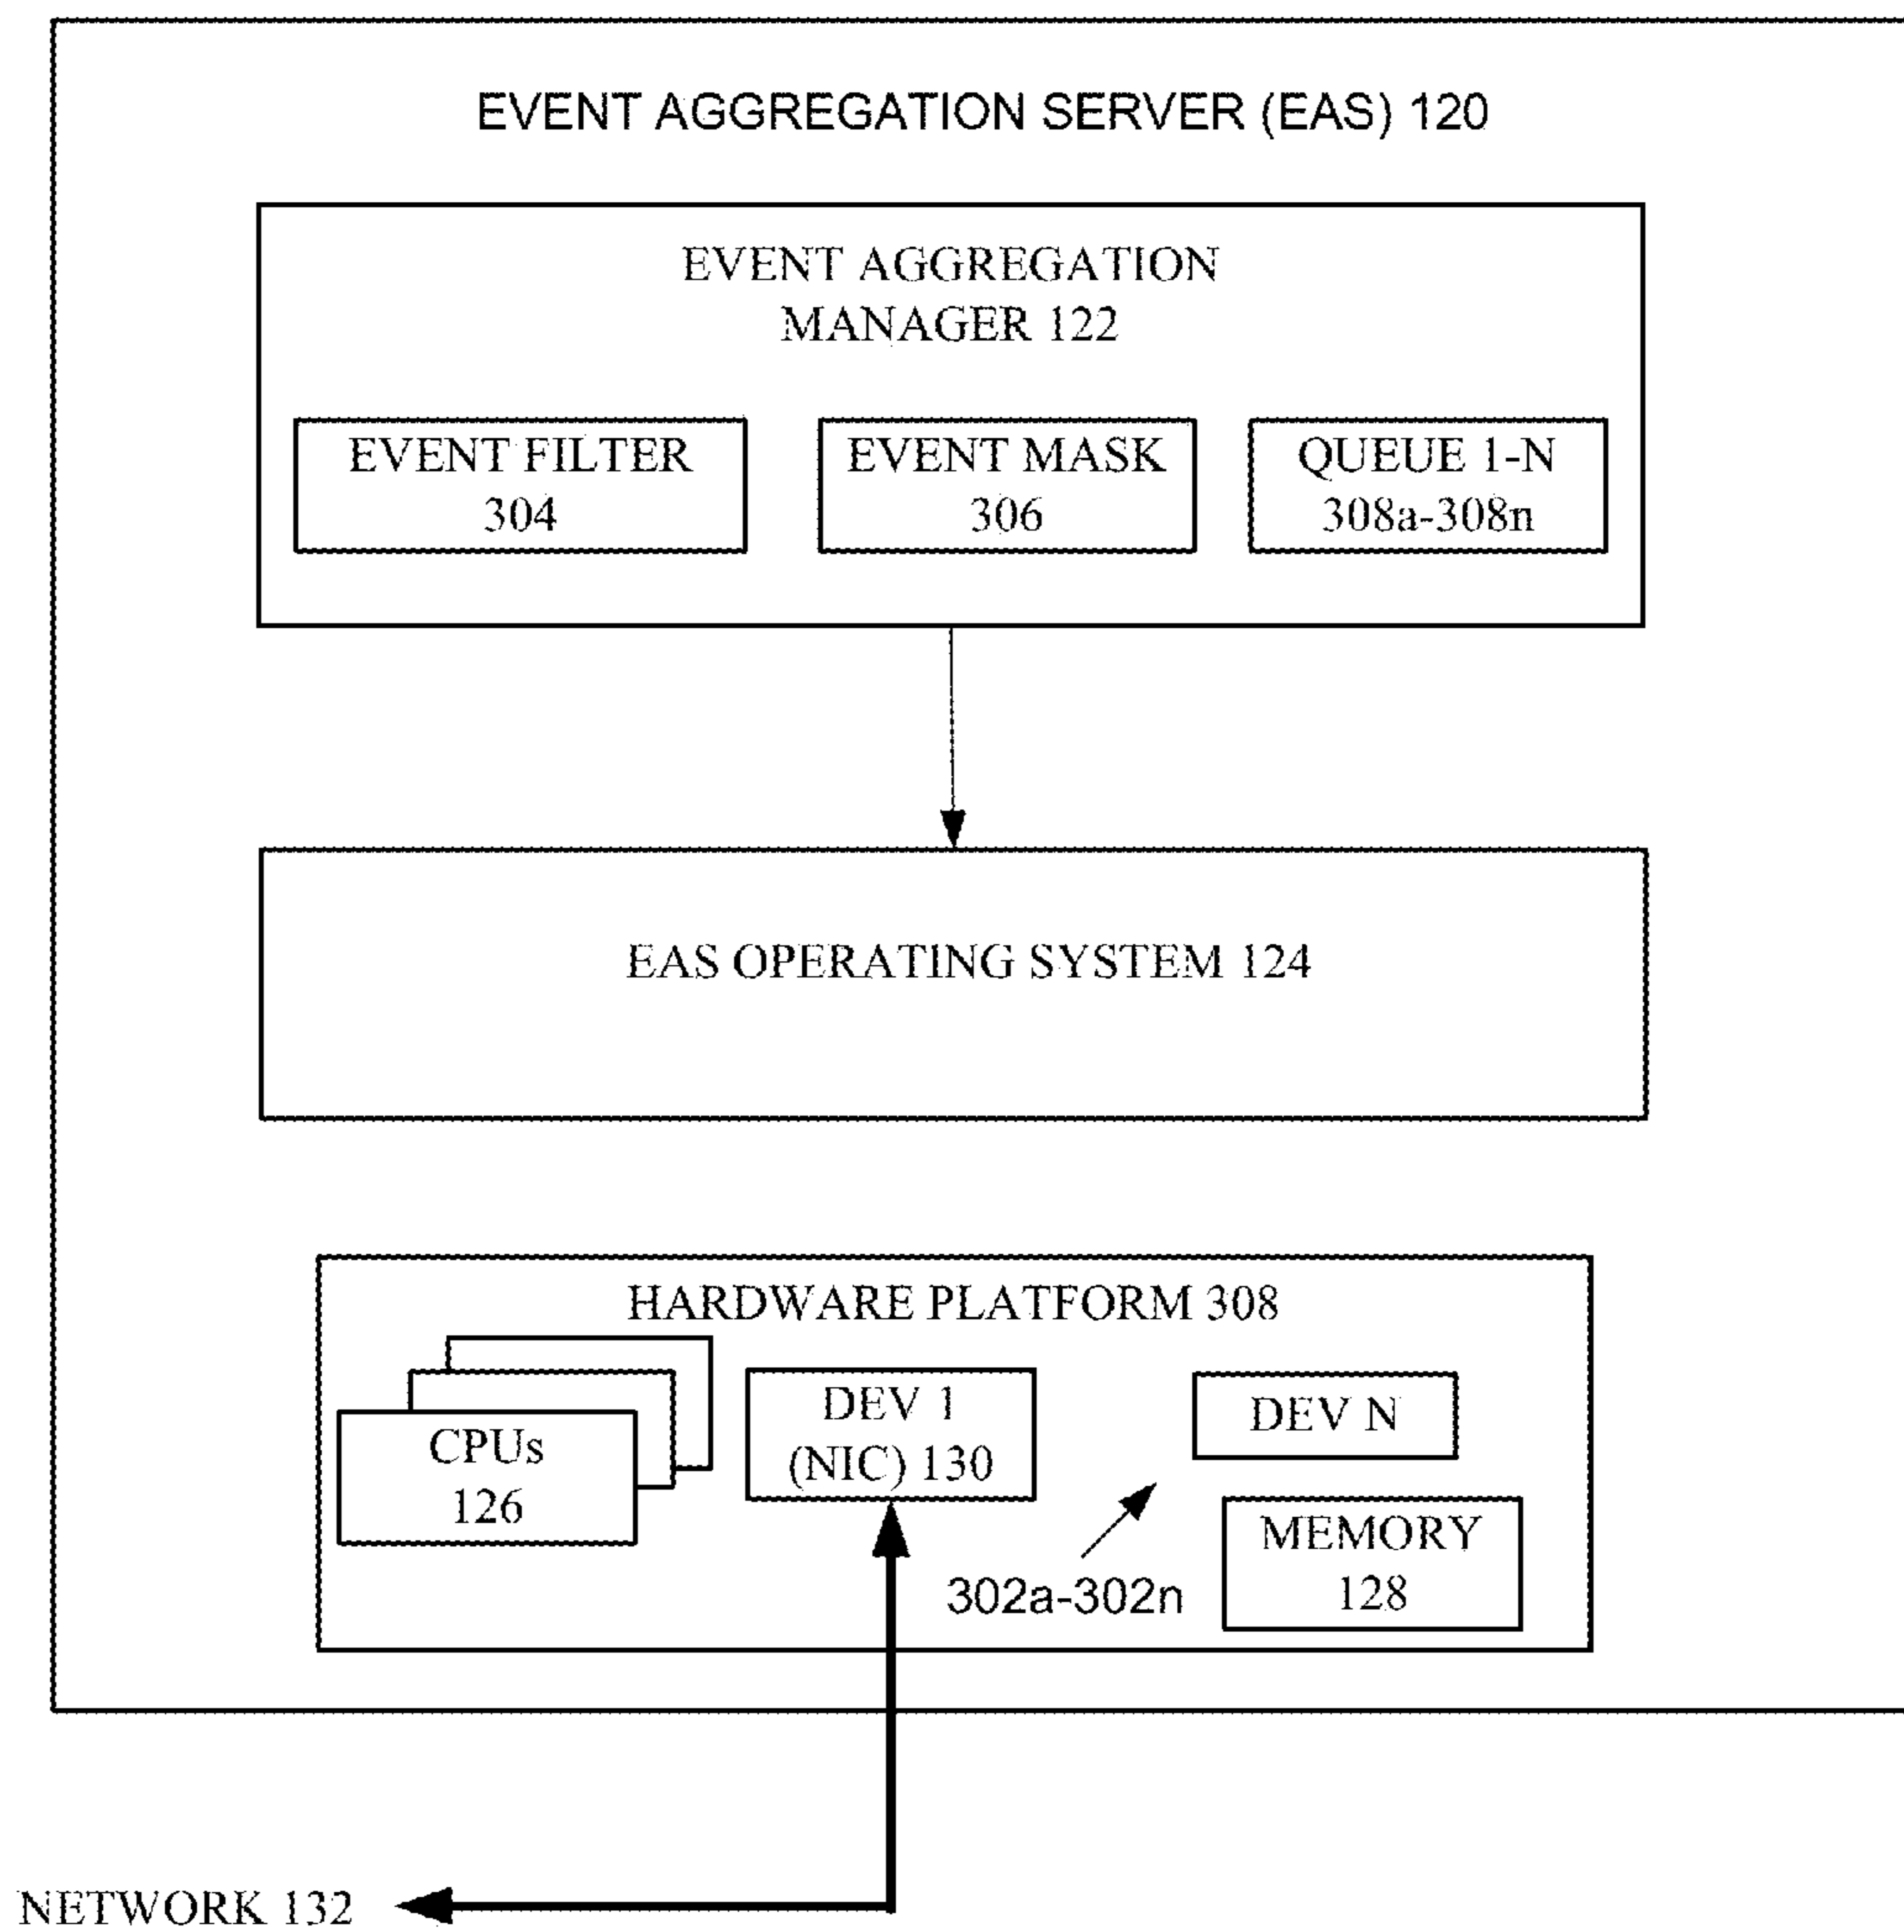 EVENT AGGREGATION SERVER (EAS) 120
EVENT AGGREGATION
MANAGER 122
EVENT FILTER
304
EVENT MASK
306
QUEUE 1-N
308a-308n
EAS OPERATING SYSTEM 124
HARDWARE PLATFORM 308
CPUs
126
DEV 1
(NIC) 130
DEV N
302a-302n
MEMORY
128
NETWORK 132